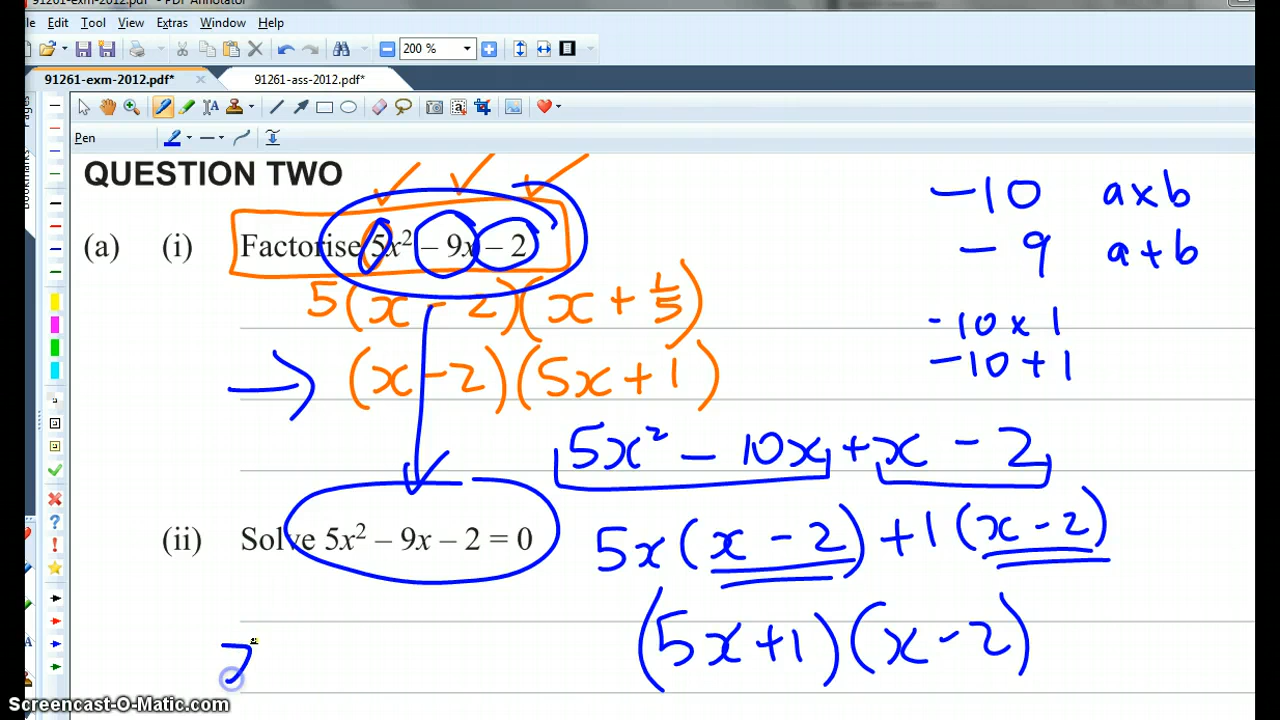 91261-exm-2012.pdf* - PDF Annotator
Edit Tool View Extras Window Help
200 %
91261-exm-2012.pdf* 91261-ass-2012.pdf*
Pages
Bookmarks
Pen
QUESTION TWO
(a) (i) Factorise 5x² – 9x – 2
5(x - 2)(x + 1/5)
(x - 2)(5x + 1)
-10 a×b
-9 a+b
-10×1
-10+1
5x² - 10x + x - 2
(ii) Solve 5x² – 9x – 2 = 0
5x(x-2)+1(x-2)
(5x+1)(x-2)
Screencast-O-Matic.com